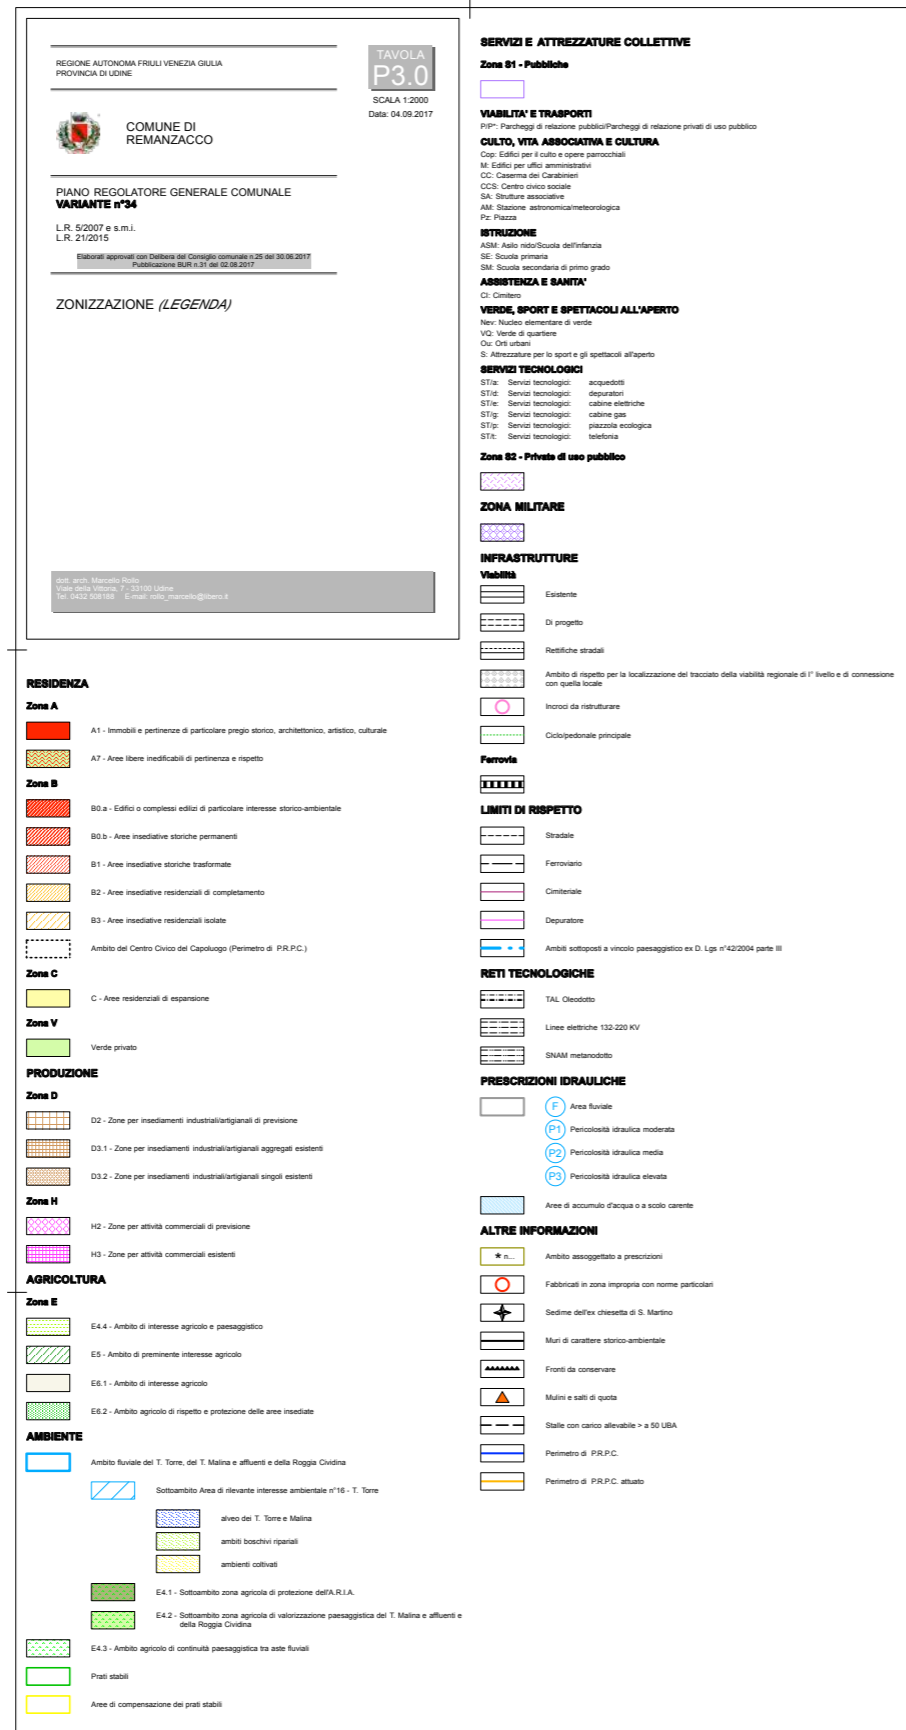 REGIONE AUTONOMA FRIULI VENEZIA GIULIA
PROVINCIA DI UDINE
TAVOLA
P3.0
SCALA 1:2000
Data: 04.09.2017
COMUNE DI
REMANZACCO
PIANO REGOLATORE GENERALE COMUNALE
VARIANTE n°34
L.R. 5/2007 e s.m.i.
L.R. 21/2015
Elaborati approvati con Delibera del Consiglio comunale n.25 del 30.06.2017
Pubblicazione BUR n.31 del 02.08.2017
ZONIZZAZIONE (LEGENDA)
dott. arch. Marcello Rollo
Viale della Vittoria, 7 - 33100 Udine
Tel. 0432 508188 E-mail: rollo_marcello@libero.it
RESIDENZA
Zona A
A1 - Immobili e pertinenze di particolare pregio storico, architettonico, artistico, culturale
A7 - Aree libere inedificabili di pertinenza e rispetto
Zona B
B0.a - Edifici o complessi edilizi di particolare interesse storico-ambientale
B0.b - Aree insediative storiche permanenti
B1 - Aree insediative storiche trasformate
B2 - Aree insediative residenziali di completamento
B3 - Aree insediative residenziali isolate
Ambito del Centro Civico del Capoluogo (Perimetro di P.R.P.C.)
Zona C
C - Aree residenziali di espansione
Zona V
Verde privato
PRODUZIONE
Zona D
D2 - Zone per insediamenti industriali/artigianali di previsione
D3.1 - Zone per insediamenti industriali/artigianali aggregati esistenti
D3.2 - Zone per insediamenti industriali/artigianali singoli esistenti
Zona H
H2 - Zone per attività commerciali di previsione
H3 - Zone per attività commerciali esistenti
AGRICOLTURA
Zona E
E4.4 - Ambito di interesse agricolo e paesaggistico
E5 - Ambito di preminente interesse agricolo
E6.1 - Ambito di interesse agricolo
E6.2 - Ambito agricolo di rispetto e protezione delle aree insediate
AMBIENTE
Ambito fluviale del T. Torre, del T. Malina e affluenti e della Roggia Cividina
Sottoambito Area di rilevante interesse ambientale n°16 - T. Torre
alveo dei T. Torre e Malina
ambiti boschivi ripariali
ambienti coltivati
E4.1 - Sottoambito zona agricola di protezione dell'A.R.I.A.
E4.2 - Sottoambito zona agricola di valorizzazione paesaggistica del T. Malina e affluenti e
della Roggia Cividina
E4.3 - Ambito agricolo di continuità paesaggistica tra aste fluviali
Prati stabili
Aree di compensazione dei prati stabili
SERVIZI E ATTREZZATURE COLLETTIVE
Zona S1 - Pubbliche
VIABILITA' E TRASPORTI
P/P*: Parcheggi di relazione pubblici/Parcheggi di relazione privati di uso pubblico
CULTO, VITA ASSOCIATIVA E CULTURA
Cop: Edifici per il culto e opere parrocchiali
M: Edifici per uffici amministrativi
CC: Caserma dei Carabinieri
CCS: Centro civico sociale
SA: Strutture associative
AM: Stazione astronomica/meteorologica
Pz: Piazza
ISTRUZIONE
ASM: Asilo nido/Scuola dell'infanzia
SE: Scuola primaria
SM: Scuola secondaria di primo grado
ASSISTENZA E SANITA'
CI: Cimitero
VERDE, SPORT E SPETTACOLI ALL'APERTO
Nev: Nucleo elementare di verde
VQ: Verde di quartiere
Ou: Orti urbani
S: Attrezzature per lo sport e gli spettacoli all'aperto
SERVIZI TECNOLOGICI
ST/a: Servizi tecnologici: acquedotti
ST/d: Servizi tecnologici: depuratori
ST/e: Servizi tecnologici: cabine elettriche
ST/g: Servizi tecnologici: cabine gas
ST/p: Servizi tecnologici: piazzola ecologica
ST/t: Servizi tecnologici: telefonia
Zona S2 - Private di uso pubblico
ZONA MILITARE
INFRASTRUTTURE
Viabilità
Esistente
Di progetto
Rettifiche stradali
Ambito di rispetto per la localizzazione del tracciato della viabilità regionale di I° livello e di connessione
con quella locale
Incroci da ristrutturare
Ciclo/pedonale principale
Ferrovia
LIMITI DI RISPETTO
Stradale
Ferroviario
Cimiteriale
Depuratore
Ambiti sottoposti a vincolo paesaggistico ex D. Lgs n°42/2004 parte III
RETI TECNOLOGICHE
TAL Oleodotto
Linee elettriche 132-220 KV
SNAM metanodotto
PRESCRIZIONI IDRAULICHE
F Area fluviale
P1 Pericolosità idraulica moderata
P2 Pericolosità idraulica media
P3 Pericolosità idraulica elevata
Aree di accumulo d'acqua o a scolo carente
ALTRE INFORMAZIONI
* n... Ambito assoggettato a prescrizioni
Fabbricati in zona impropria con norme particolari
Sedime dell'ex chiesetta di S. Martino
Muri di carattere storico-ambientale
Fronti da conservare
Mulini e salti di quota
Stalle con carico allevabile > a 50 UBA
Perimetro di P.R.P.C.
Perimetro di P.R.P.C. attuato